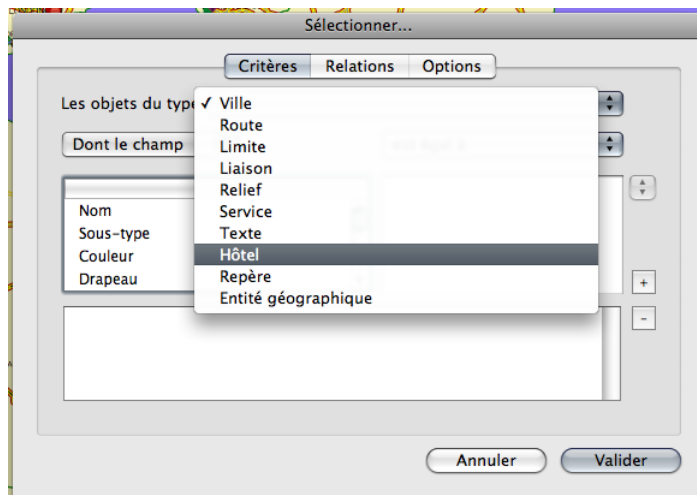 Sélectionner...
Critères Relations Options
Les objets du type ✓ Ville
Route
Dont le champ
Limite
Liaison
Relief
Nom Service
Sous-type Texte
Couleur Hôtel
Drapeau Repère
Entité géographique
+
-
Annuler Valider